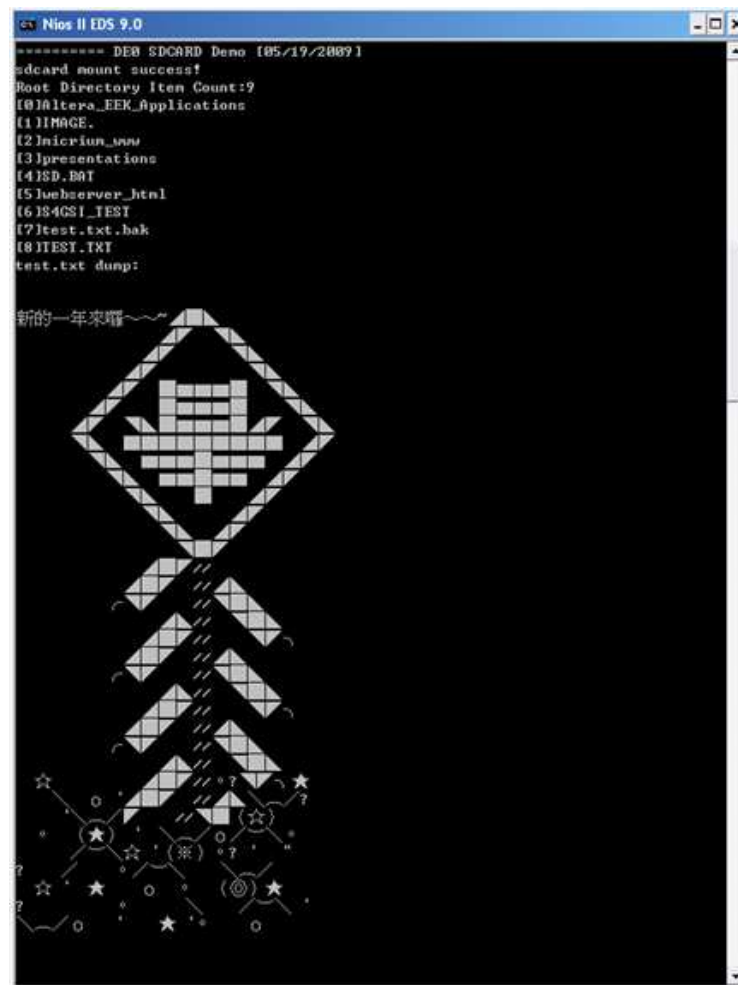 Nios II EDS 9.0
========== DE0 SDCARD Demo [05/19/2009]
sdcard mount success!
Root Directory Item Count:9
[0]Altera_EEK_Applications
[1]IMAGE.
[2]micrium_www
[3]presentations
[4]SD.BAT
[5]webserver_html
[6]S4GSI_TEST
[7]test.txt.bak
[8]TEST.TXT
test.txt dump:
新的一年來囉~~~